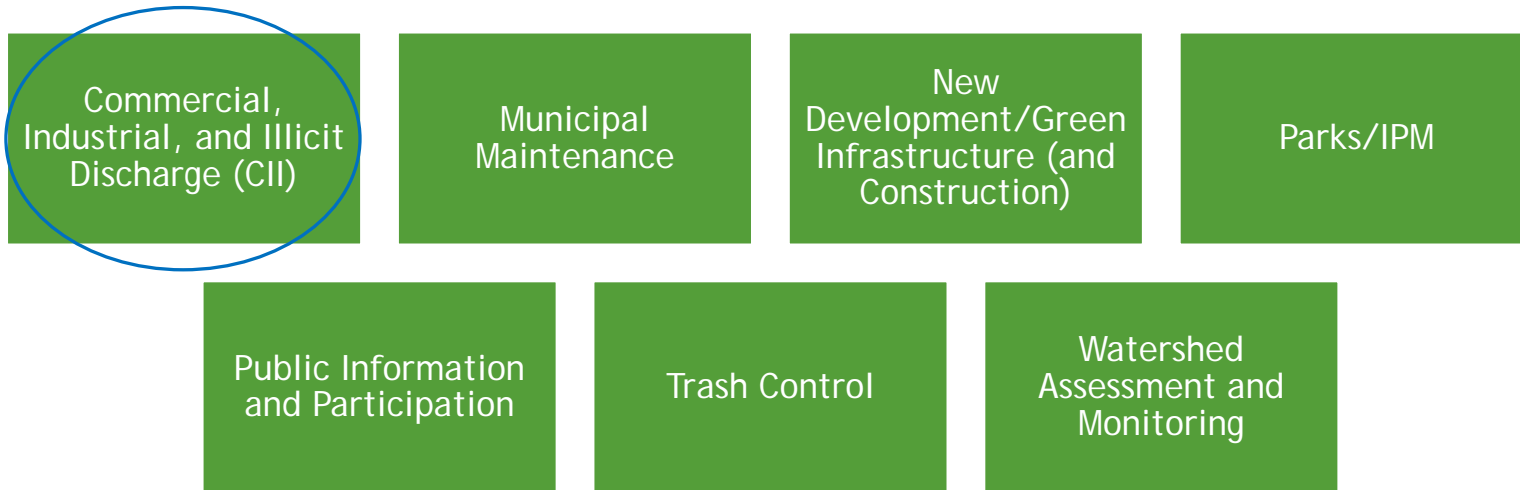 Commercial,
Industrial, and Illicit
Discharge (CII)
Municipal
Maintenance
New
Development/Green
Infrastructure (and
Construction)
Parks/IPM
Public Information
and Participation
Trash Control
Watershed
Assessment and
Monitoring